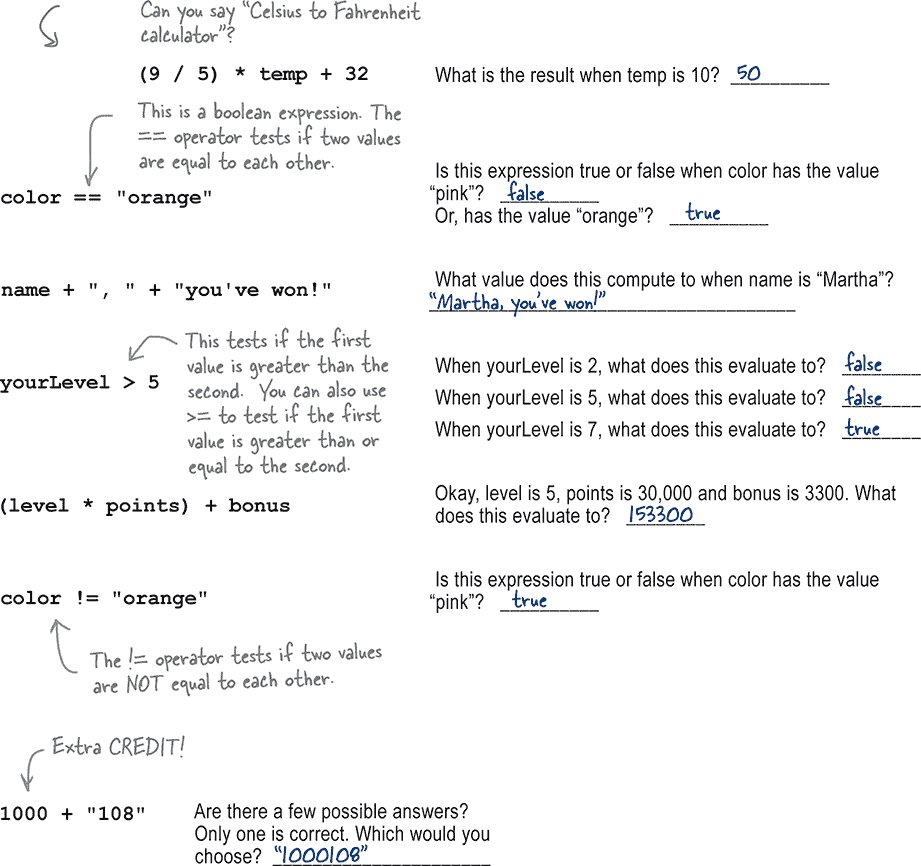 Can you say “Celsius to Fahrenheit
calculator”?
(9 / 5) * temp + 32
What is the result when temp is 10? 50
This is a boolean expression. The
== operator tests if two values
are equal to each other.
color == "orange"
Is this expression true or false when color has the value
“pink”? false
Or, has the value “orange”? true
name + ", " + "you've won!"
What value does this compute to when name is “Martha”?
“Martha, you’ve won!”
yourLevel > 5
This tests if the first
value is greater than the
second. You can also use
>= to test if the first
value is greater than or
equal to the second.
When yourLevel is 2, what does this evaluate to? false
When yourLevel is 5, what does this evaluate to? false
When yourLevel is 7, what does this evaluate to? true
(level * points) + bonus
Okay, level is 5, points is 30,000 and bonus is 3300. What
does this evaluate to? 153300
color != "orange"
Is this expression true or false when color has the value
“pink”? true
The != operator tests if two values
are NOT equal to each other.
Extra CREDIT!
1000 + "108"
Are there a few possible answers?
Only one is correct. Which would you
choose? “1000108”